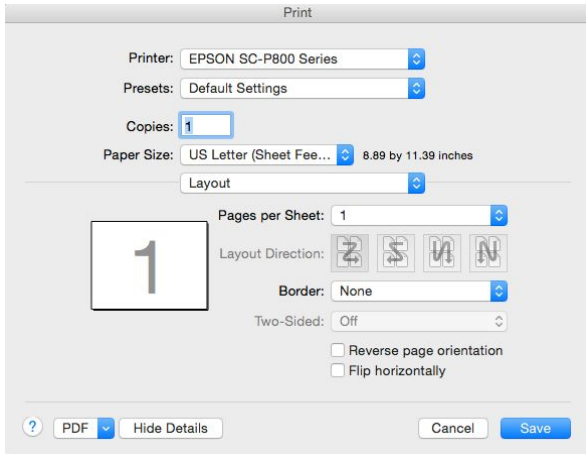 Print
Printer: EPSON SC-P800 Series
Presets: Default Settings
Copies: 1
Paper Size: US Letter (Sheet Fee... 8.89 by 11.39 inches
Layout
Pages per Sheet: 1
1
Layout Direction:
Border: None
Two-Sided: Off
Reverse page orientation
Flip horizontally
? PDF Hide Details Cancel Save